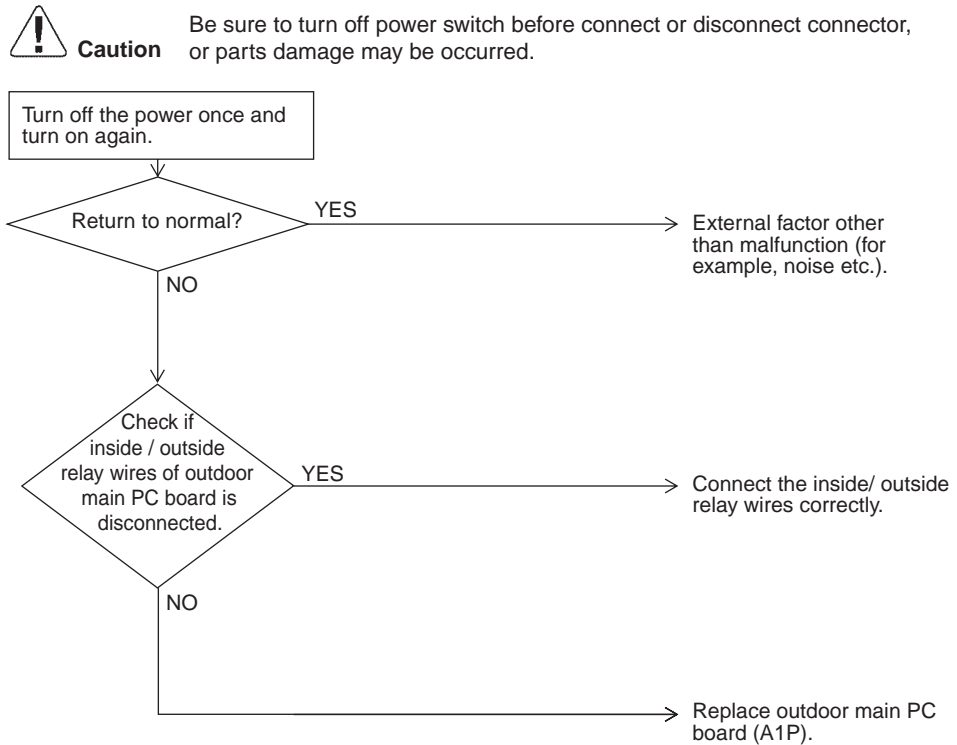 Caution
Be sure to turn off power switch before connect or disconnect connector,
or parts damage may be occurred.
Turn off the power once and
turn on again.
Return to normal?
YES
External factor other
than malfunction (for
example, noise etc.).
NO
Check if
inside / outside
relay wires of outdoor
main PC board is
disconnected.
YES
Connect the inside/ outside
relay wires correctly.
NO
Replace outdoor main PC
board (A1P).